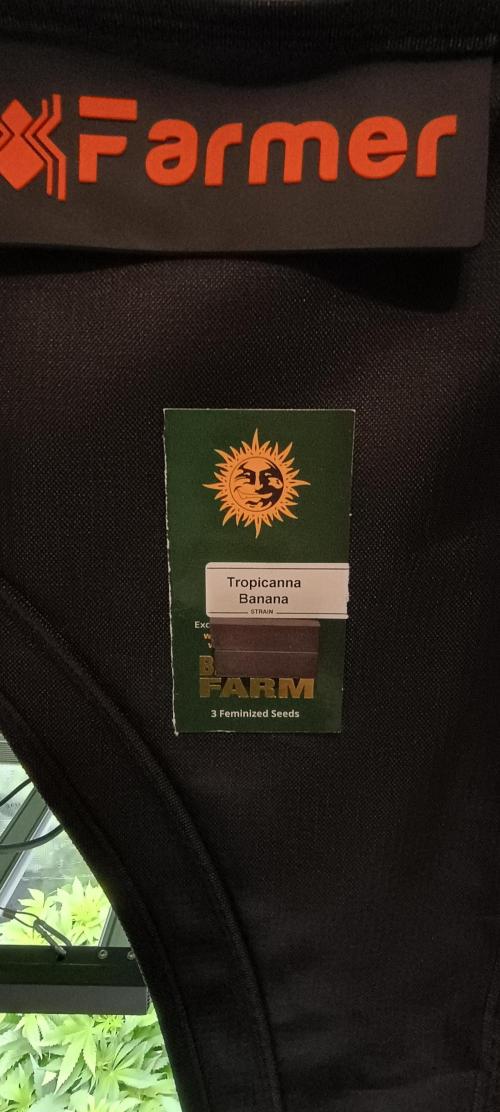 Farmer
Tropicanna
Banana
STRAIN
FARM
3 Feminized Seeds